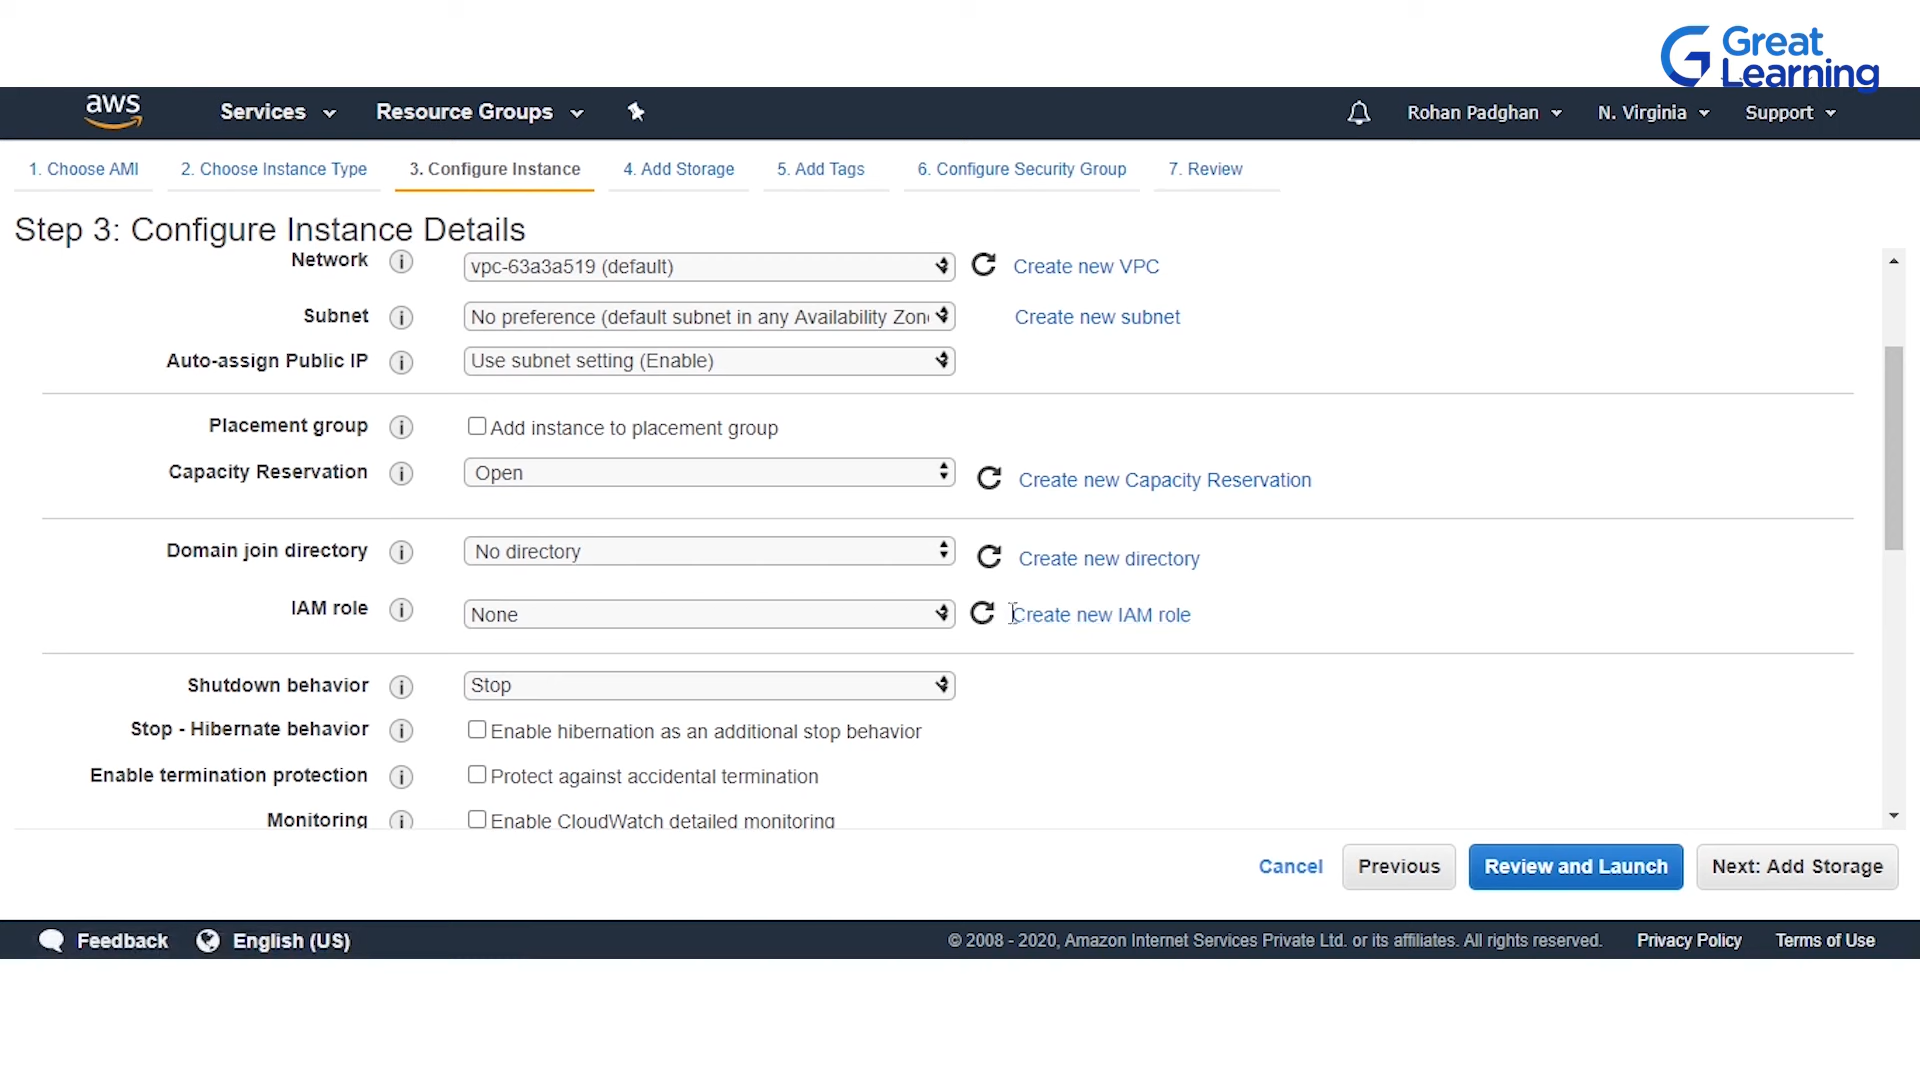 Great
Learning
aws Services Resource Groups Rohan Padghan N. Virginia Support
1. Choose AMI 2. Choose Instance Type 3. Configure Instance 4. Add Storage 5. Add Tags 6. Configure Security Group 7. Review
Step 3: Configure Instance Details
Network i vpc-63a3a519 (default) Create new VPC
Subnet i No preference (default subnet in any Availability Zon Create new subnet
Auto-assign Public IP i Use subnet setting (Enable)
Placement group i Add instance to placement group
Capacity Reservation i Open Create new Capacity Reservation
Domain join directory i No directory Create new directory
IAM role i None Create new IAM role
Shutdown behavior i Stop
Stop - Hibernate behavior i Enable hibernation as an additional stop behavior
Enable termination protection i Protect against accidental termination
Monitoring i Enable CloudWatch detailed monitoring
Cancel Previous Review and Launch Next: Add Storage
Feedback English (US) © 2008 - 2020, Amazon Internet Services Private Ltd. or its affiliates. All rights reserved. Privacy Policy Terms of Use